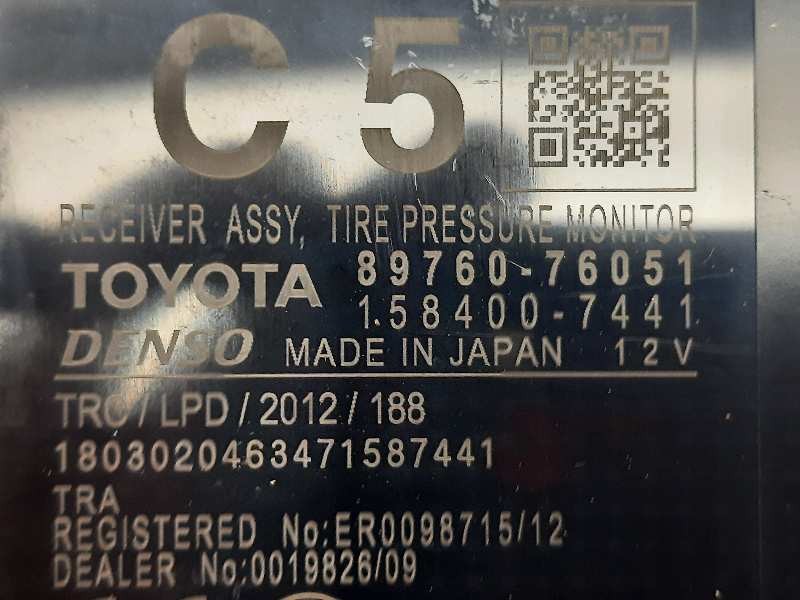 C5
RECEIVER ASSY, TIRE PRESSURE MONITOR
TOYOTA 89760-76051
158400-7441
DENSO MADE IN JAPAN 12V
TRC/LPD/2012/188
1803020463471587441
TRA
REGISTERED No:ER0098715/12
DEALER No:0019826/09